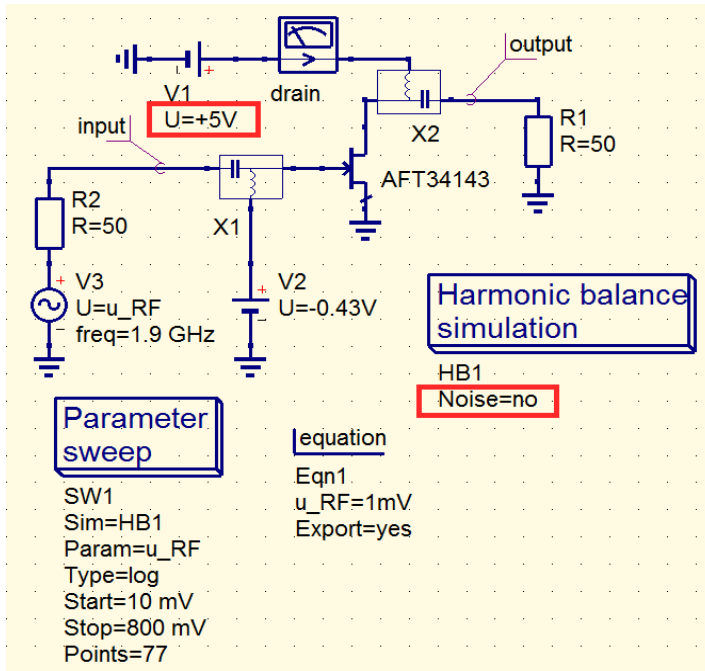 output
V1
U=+5V
drain
X2
R1
R=50
input
AFT34143
R2
R=50
X1
V3
U=u_RF
freq=1.9 GHz
V2
U=-0.43V
Harmonic balance
simulation
HB1
Noise=no
Parameter
sweep
SW1
Sim=HB1
Param=u_RF
Type=log
Start=10 mV
Stop=800 mV
Points=77
equation
Eqn1
u_RF=1mV
Export=yes